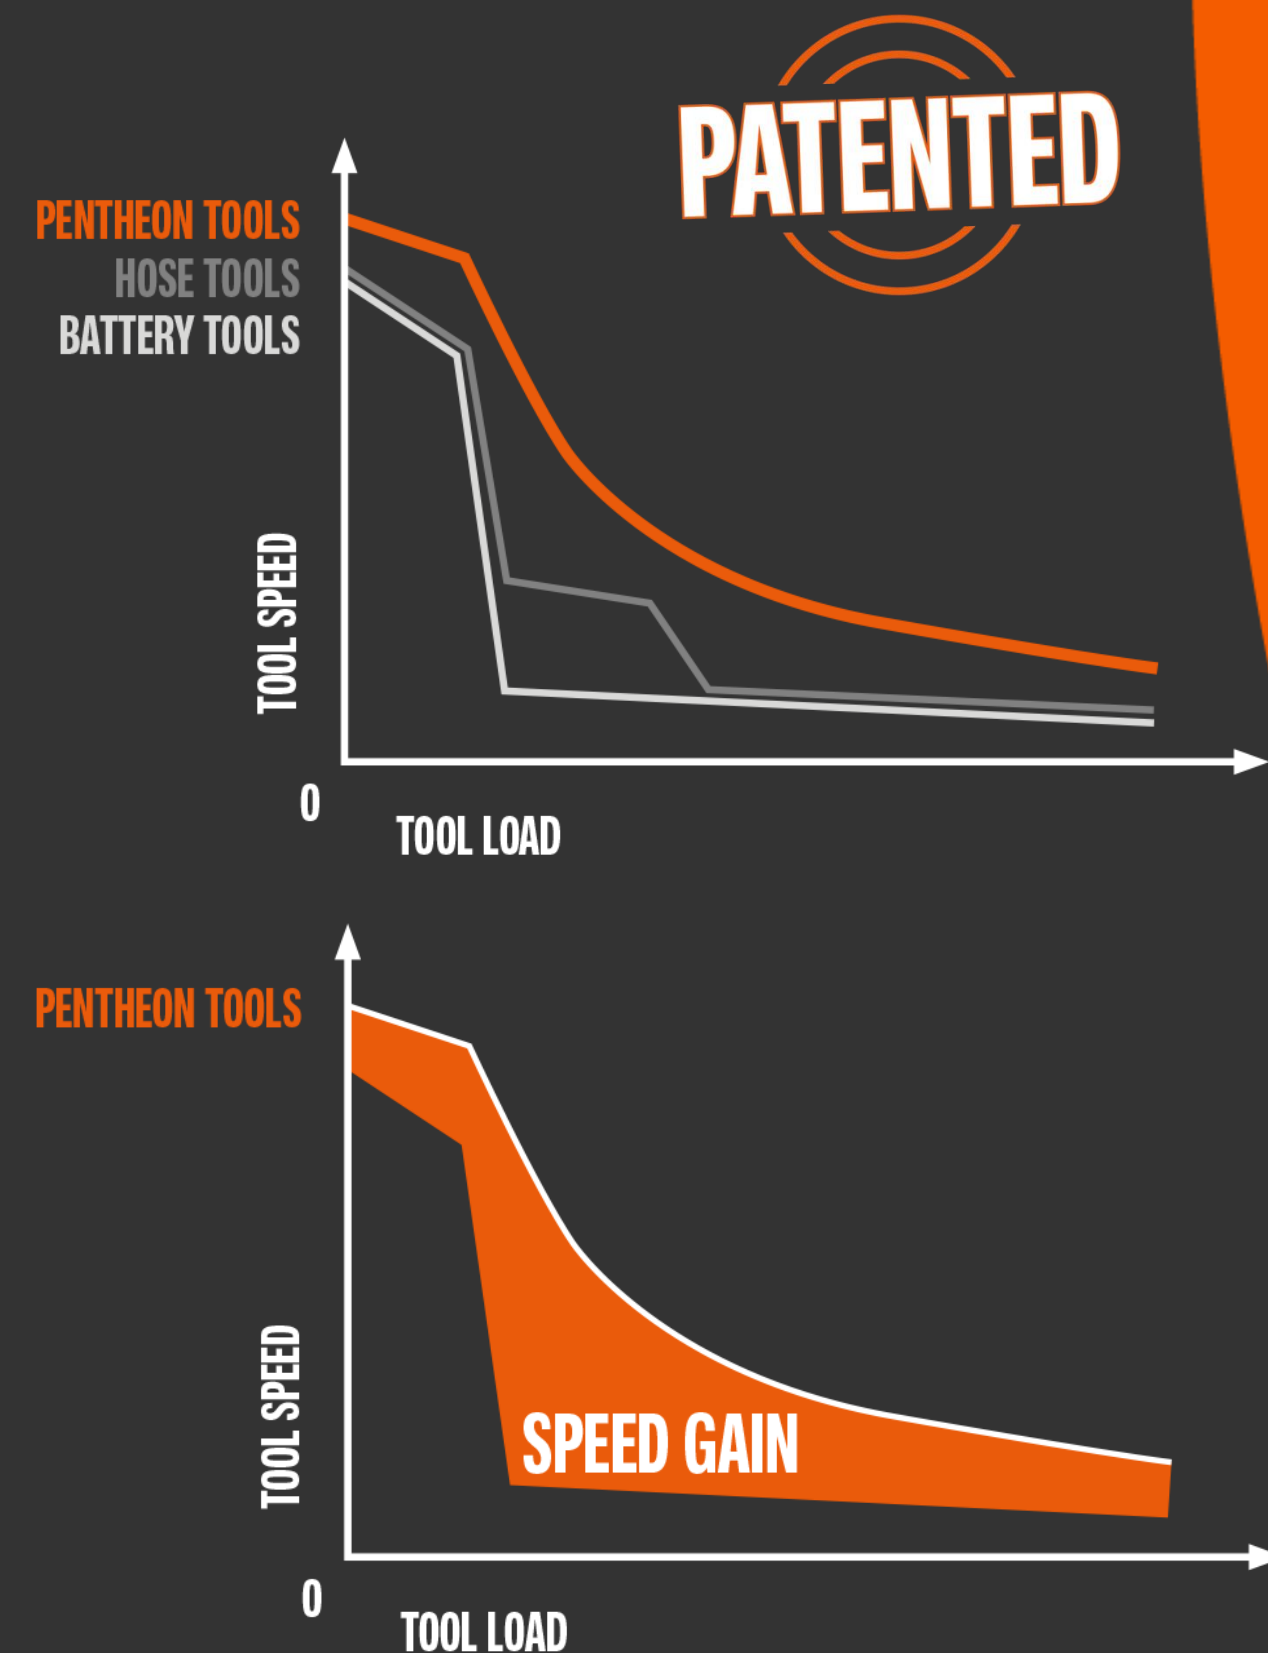 PATENTED
PENTHEON TOOLS
HOSE TOOLS
BATTERY TOOLS
TOOL SPEED
0
TOOL LOAD
PENTHEON TOOLS
TOOL SPEED
SPEED GAIN
0
TOOL LOAD